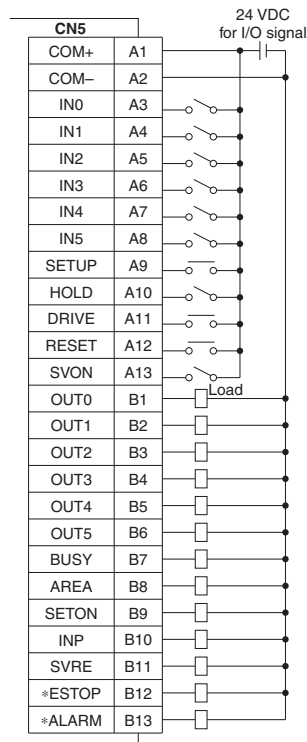 24 VDC
for I/O signal
CN5
COM+ A1
COM– A2
IN0 A3
IN1 A4
IN2 A5
IN3 A6
IN4 A7
IN5 A8
SETUP A9
HOLD A10
DRIVE A11
RESET A12
SVON A13
Load
OUT0 B1
OUT1 B2
OUT2 B3
OUT3 B4
OUT4 B5
OUT5 B6
BUSY B7
AREA B8
SETON B9
INP B10
SVRE B11
*ESTOP B12
*ALARM B13